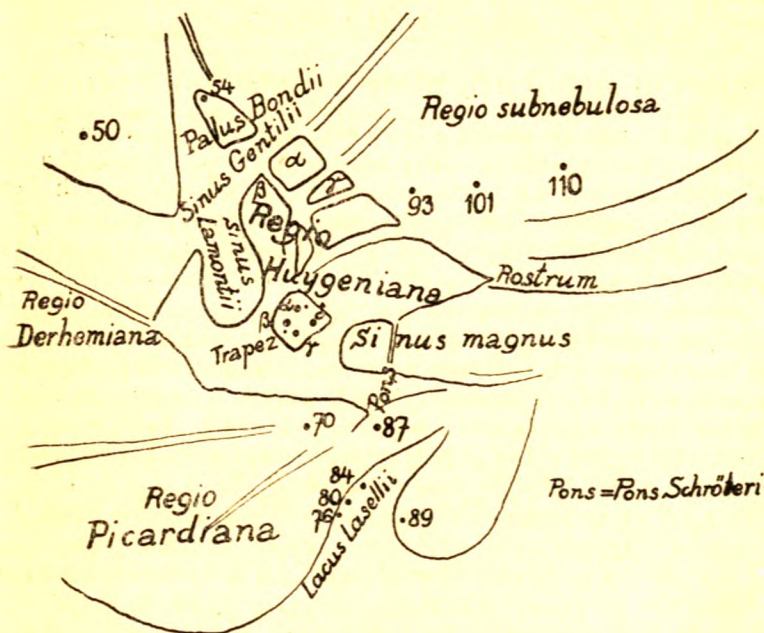 54
•50
Palus Bondii
Sinus Gentilii
Regio subnebulosa
α
β
γ
93
101
110
Sinus
Lamontii
Regio
Huygeniana
Rostrum
Regio
Derhemiana
β
γ
Trapez
Sinus magnus
Pons
•70
•87
84
80
76
•89
Regio
Picardiana
Lacus Lasellii
Pons=Pons Schröteri